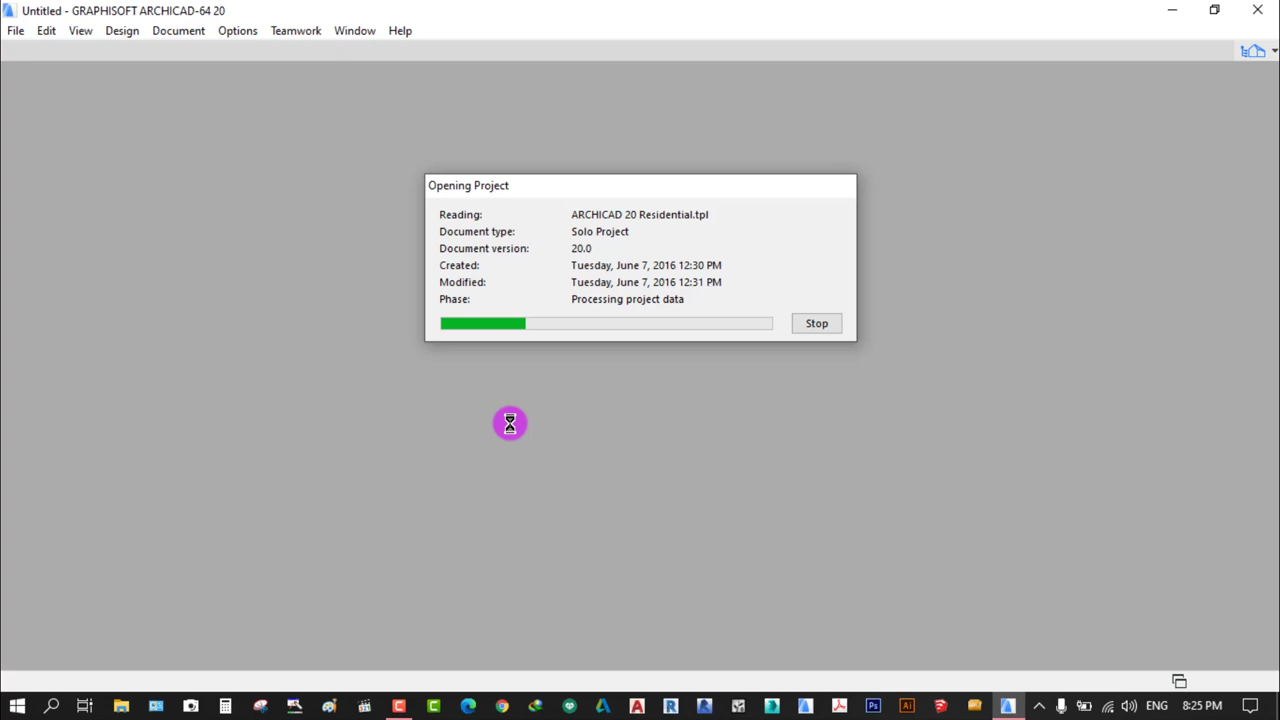 Untitled - GRAPHISOFT ARCHICAD-64 20
File Edit View Design Document Options Teamwork Window Help
Opening Project
Reading: ARCHICAD 20 Residential.tpl
Document type: Solo Project
Document version: 20.0
Created: Tuesday, June 7, 2016 12:30 PM
Modified: Tuesday, June 7, 2016 12:31 PM
Phase: Processing project data
Stop
C C A R Ps Ai ENG 8:25 PM